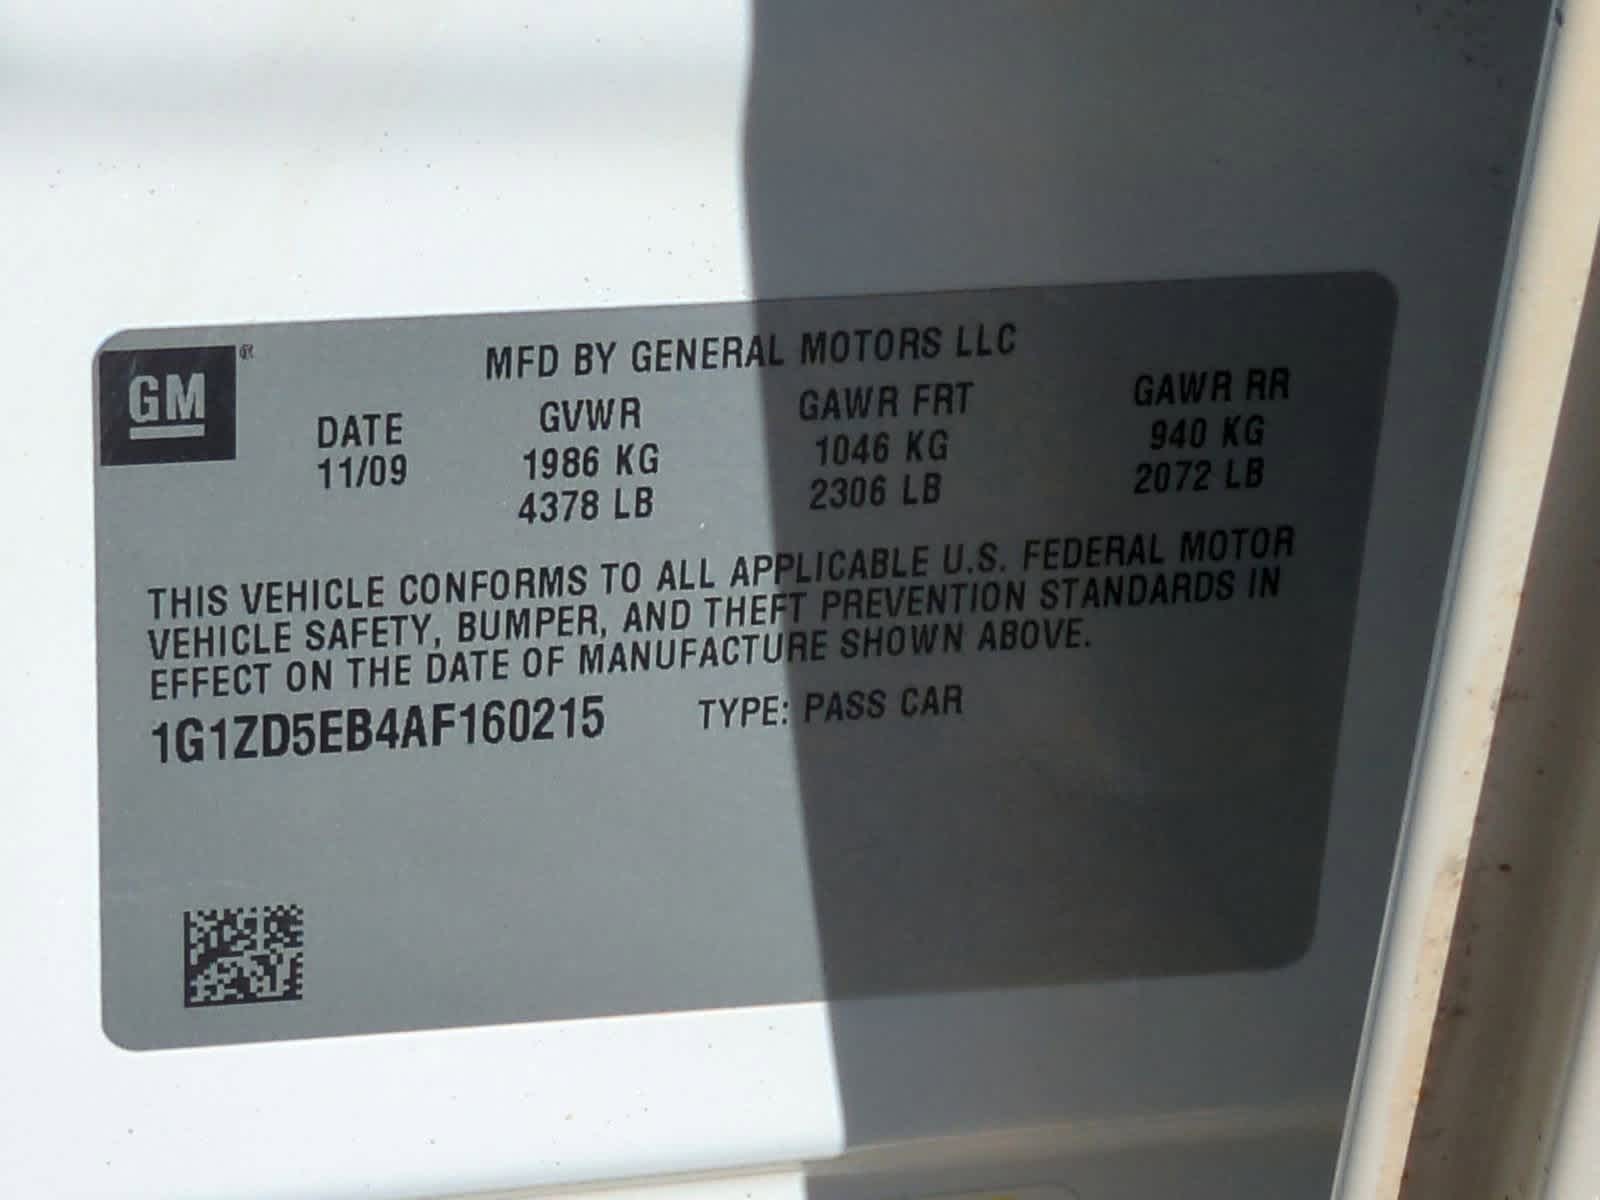 GM ®
MFD BY GENERAL MOTORS LLC
DATE GVWR GAWR FRT GAWR RR
11/09 1986 KG 1046 KG 940 KG
4378 LB 2306 LB 2072 LB
THIS VEHICLE CONFORMS TO ALL APPLICABLE U.S. FEDERAL MOTOR
VEHICLE SAFETY, BUMPER, AND THEFT PREVENTION STANDARDS IN
EFFECT ON THE DATE OF MANUFACTURE SHOWN ABOVE.
1G1ZD5EB4AF160215 TYPE: PASS CAR